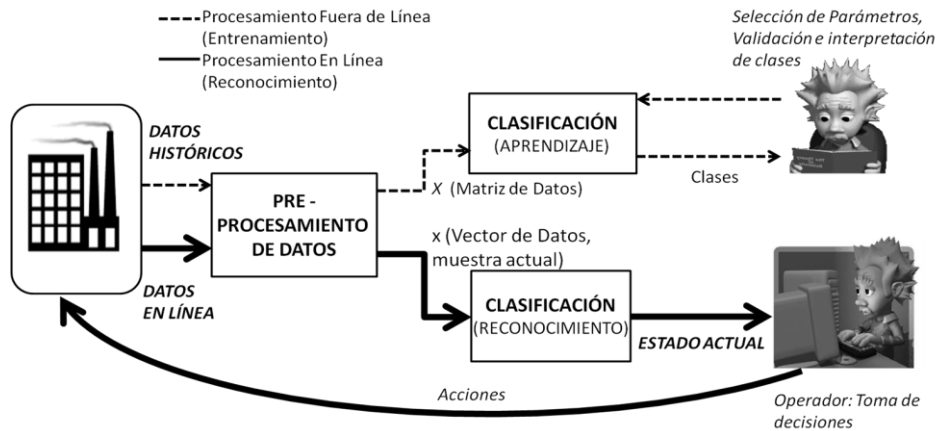 Procesamiento Fuera de Línea
(Entrenamiento)
Procesamiento En Línea
(Reconocimiento)
Selección de Parámetros,
Validación e interpretación
de clases
DATOS
HISTÓRICOS
CLASIFICACIÓN
(APRENDIZAJE)
Clases
X (Matriz de Datos)
PRE -
PROCESAMIENTO
DE DATOS
x (Vector de Datos,
muestra actual)
DATOS
EN LÍNEA
CLASIFICACIÓN
(RECONOCIMIENTO)
ESTADO ACTUAL
Acciones
Operador: Toma de
decisiones